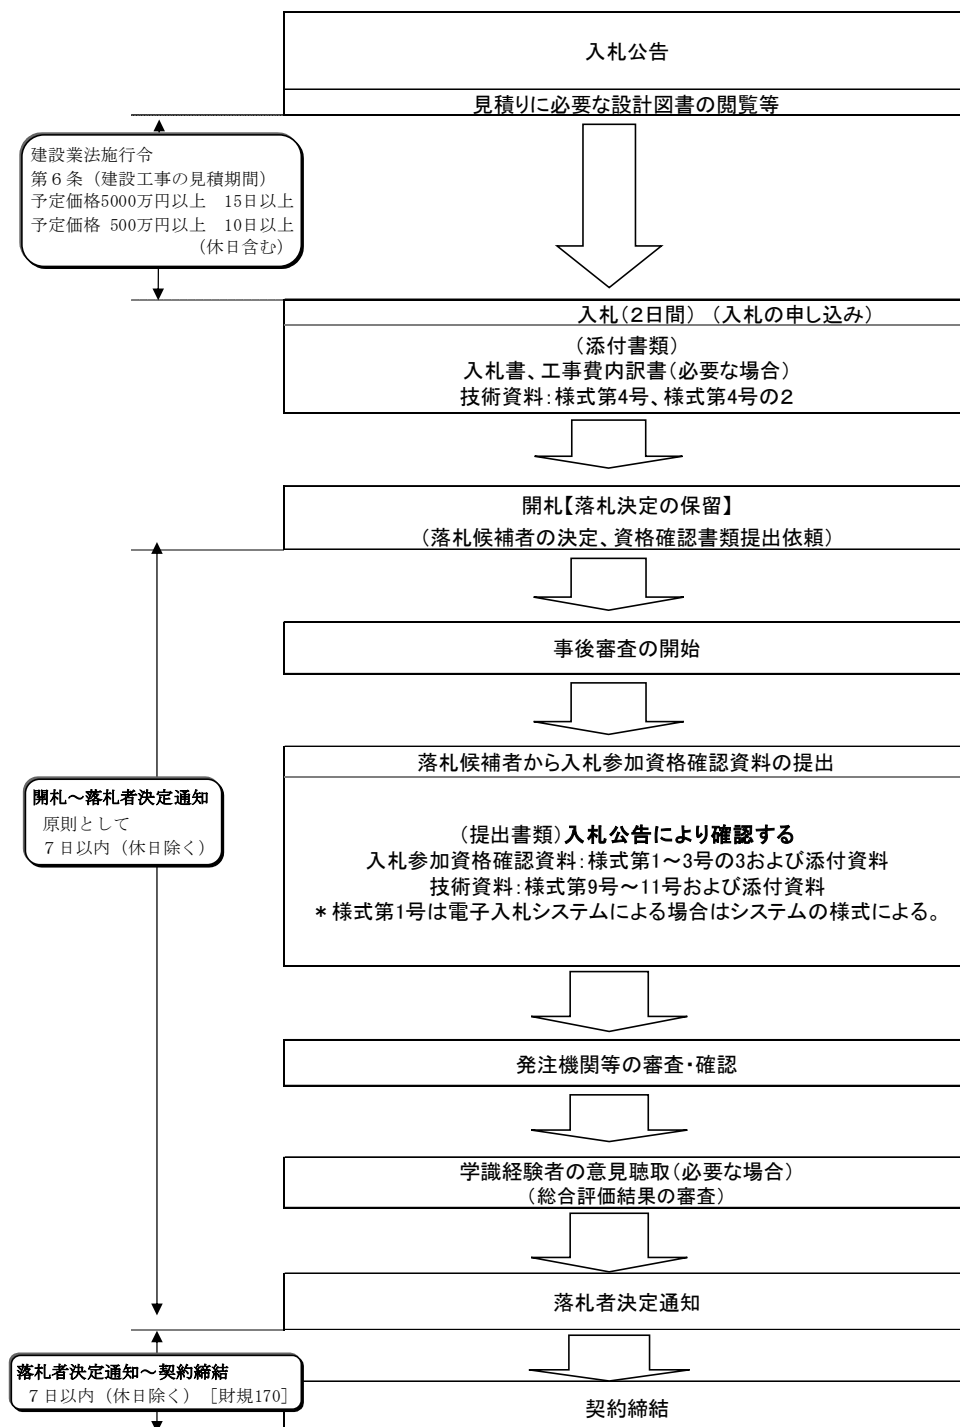 入札公告
見積りに必要な設計図書の閲覧等
建設業法施行令
第６条（建設工事の見積期間）
予定価格5000万円以上　15日以上
予定価格 500万円以上　10日以上
（休日含む）
入札（２日間）（入札の申し込み）
（添付書類）
入札書、工事費内訳書（必要な場合）
技術資料：様式第4号、様式第4号の２
開札【落札決定の保留】
（落札候補者の決定、資格確認書類提出依頼）
事後審査の開始
落札候補者から入札参加資格確認資料の提出
開札～落札者決定通知
原則として
７日以内（休日除く）
（提出書類）入札公告により確認する
入札参加資格確認資料：様式第1～3号の3および添付資料
技術資料：様式第9号～11号および添付資料
＊様式第1号は電子入札システムによる場合はシステムの様式による。
発注機関等の審査・確認
学識経験者の意見聴取（必要な場合）
（総合評価結果の審査）
落札者決定通知
落札者決定通知～契約締結
７日以内（休日除く）［財規170］
契約締結